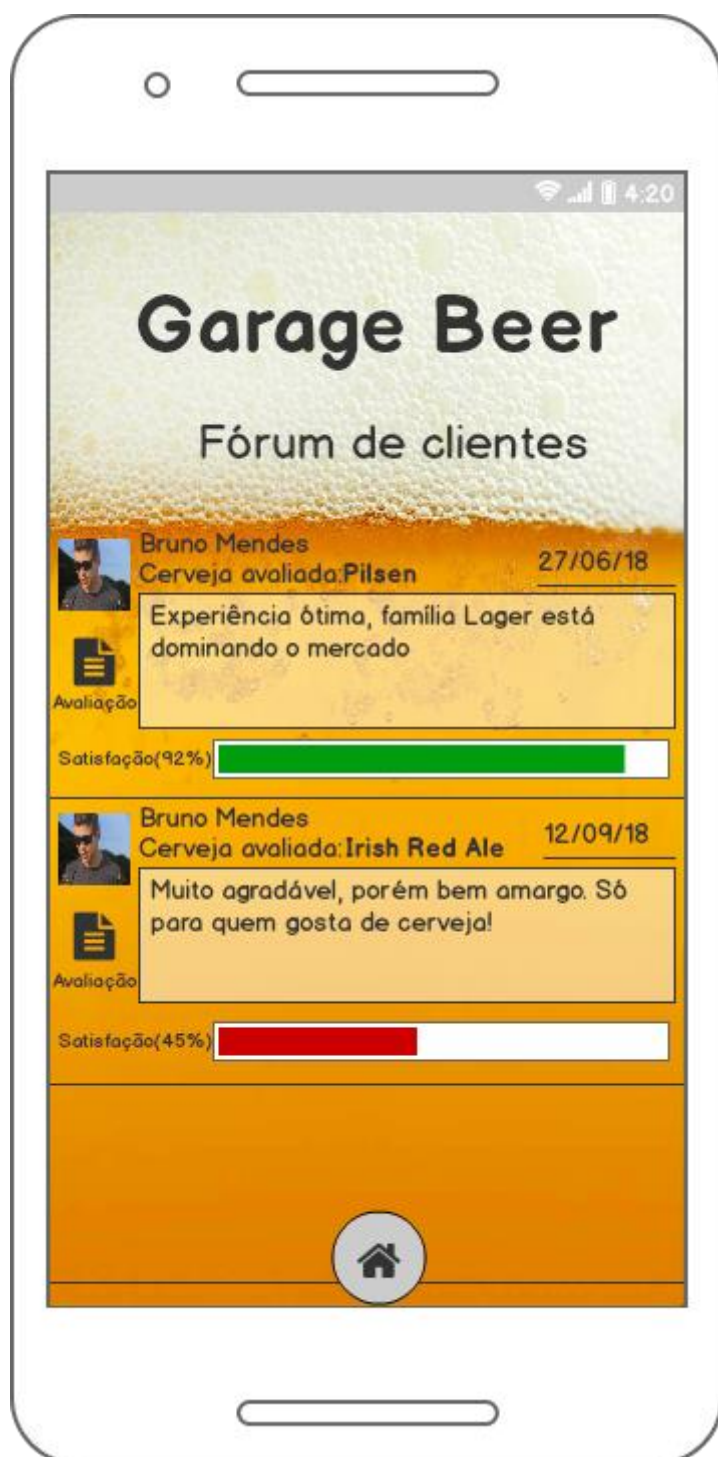 4:20
Garage Beer
Fórum de clientes
Bruno Mendes
Cerveja avaliada:Pilsen
27/06/18
Experiência ótima, família Lager está
dominando o mercado
Avaliação
Satisfação(92%)
Bruno Mendes
Cerveja avaliada:Irish Red Ale
12/09/18
Muito agradável, porém bem amargo. Só
para quem gosta de cerveja!
Avaliação
Satisfação(45%)